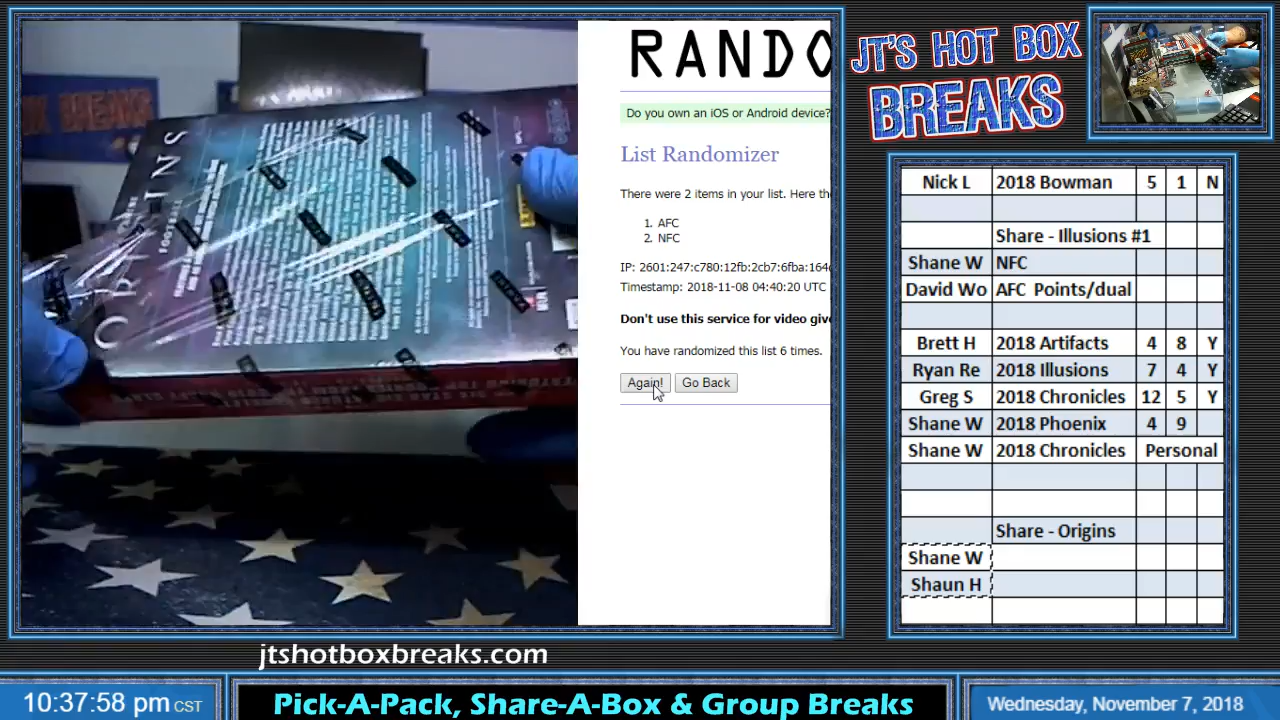 ORIGINS
FOOTBALL
RANDO
Do you own an iOS or Android device?
List Randomizer
There were 2 items in your list. Here the
1. AFC
2. NFC
IP: 2601:247:c780:12fb:2cb7:6fba:164
Timestamp: 2018-11-08 04:40:20 UTC
Don't use this service for video give
You have randomized this list 6 times.
Again! Go Back
JT'S HOT BOX
BREAKS
Nick L 2018 Bowman 5 1 N
Share - Illusions #1
Shane W NFC
David Wo AFC Points/dual
Brett H 2018 Artifacts 4 8 Y
Ryan Re 2018 Illusions 7 4 Y
Greg S 2018 Chronicles 12 5 Y
Shane W 2018 Phoenix 4 9
Shane W 2018 Chronicles Personal
Share - Origins
Shane W
Shaun H
jtshotboxbreaks.com
10:37:58 pm CST
Pick-A-Pack, Share-A-Box & Group Breaks
Wednesday, November 7, 2018